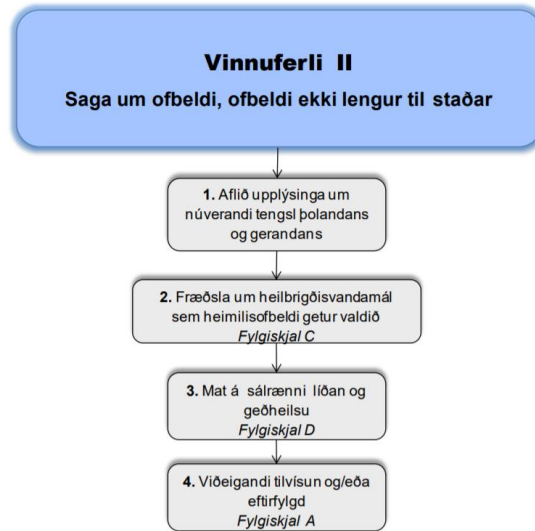 Vinnuferli II
Saga um ofbeldi, ofbeldi ekki lengur til staðar
1. Aflið upplýsinga um
núverandi tengsl þolandans
og gerandans
2. Fræðsla um heilbrigðisvandamál
sem heimilisofbeldi getur valdið
Fylgiskjal C
3. Mat á sálrænni líðan og
geðheilsu
Fylgiskjal D
4. Viðeigandi tilvísun og/eða
eftirfylgd
Fylgiskjal A